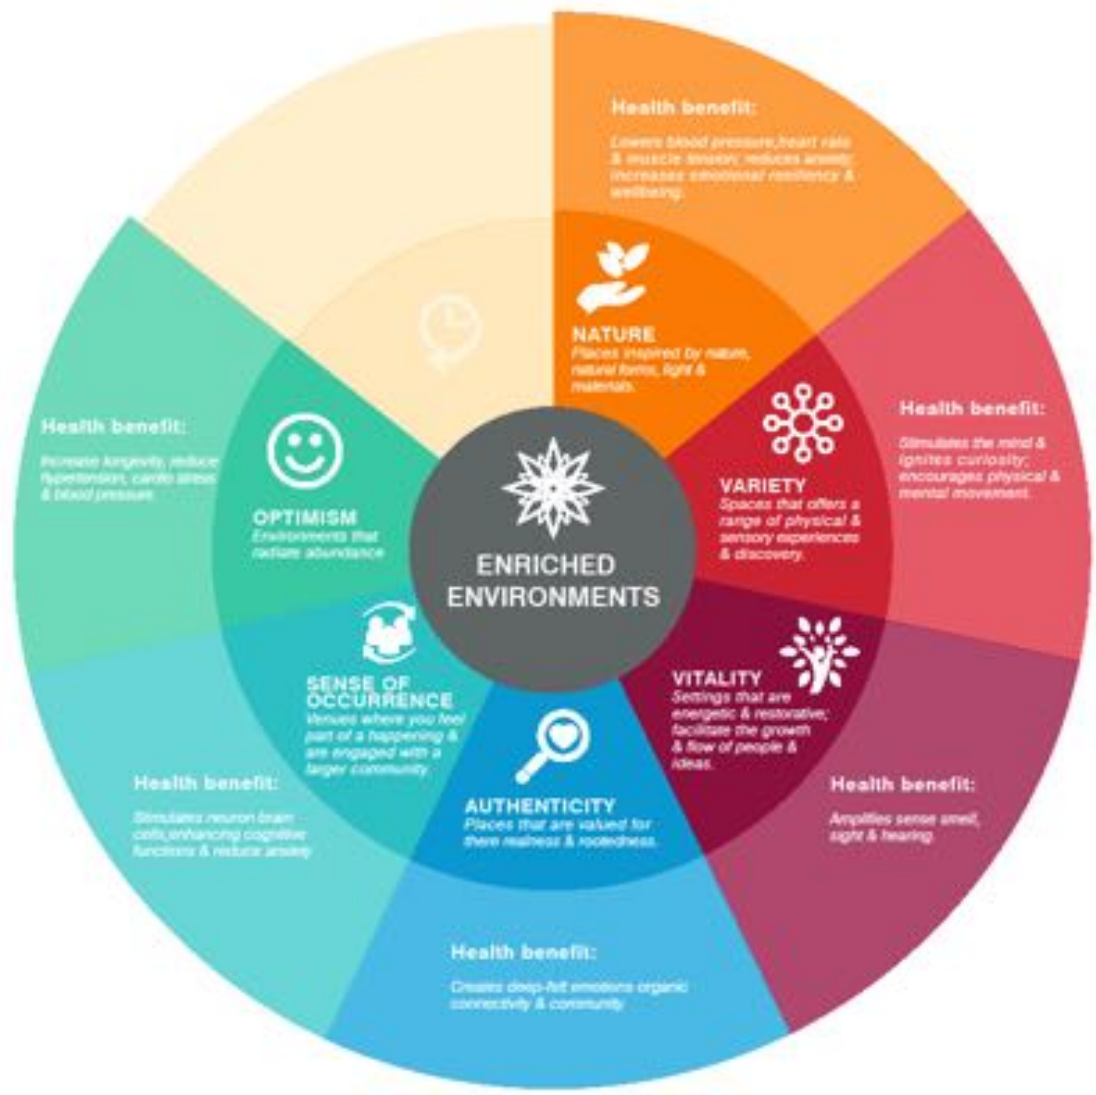 Health benefit:
Lowers blood pressure,heart rate
& muscle tension; reduces anxiety;
increases emotional resiliency &
wellbeing.
NATURE
Places inspired by nature,
natural forms, light &
materials.
Health benefit:
Stimulates the mind &
ignites curiosity;
encourages physical &
mental movement.
VARIETY
Spaces that offers a
range of physical &
sensory experiences
& discovery.
ENRICHED
ENVIRONMENTS
Health benefit:
Increase longevity, reduce
hypertension, cardio stress
& blood pressure.
OPTIMISM
Environments that
radiate abundance
VITALITY
Settings that are
energetic & restorative;
facilitate the growth
& flow of people &
ideas.
Health benefit:
Amplifies sense smell,
sight & hearing.
SENSE OF
OCCURRENCE
Venues where you feel
part of a happening &
are engaged with a
larger community.
Health benefit:
Stimulates neuron brain
cells,enhancing cognitive
functions & reduce anxiety
AUTHENTICITY
Places that are valued for
there realness & rootedness.
Health benefit:
Creates deep-felt emotions organic
connectivity & community